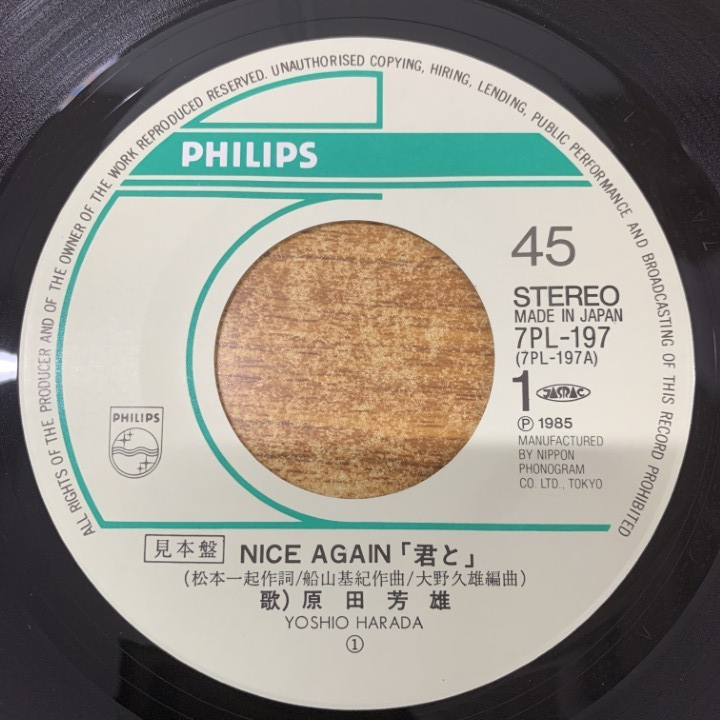 ALL RIGHTS OF THE PRODUCER AND OF THE OWNER OF THE WORK REPRODUCED RESERVED. UNAUTHORISED COPYING, HIRING, LENDING, PUBLIC PERFORMANCE AND BROADCASTING OF THIS RECORD PROHIBITED
PHILIPS
45
STEREO
MADE IN JAPAN
7PL-197
(7PL-197A)
1 JASRAC
Ⓟ 1985
MANUFACTURED
BY NIPPON
PHONOGRAM
CO. LTD., TOKYO
PHILIPS
見本盤 NICE AGAIN「君と」
(松本一起作詞/船山基紀作曲/大野久雄編曲)
歌) 原田芳雄
YOSHIO HARADA
①